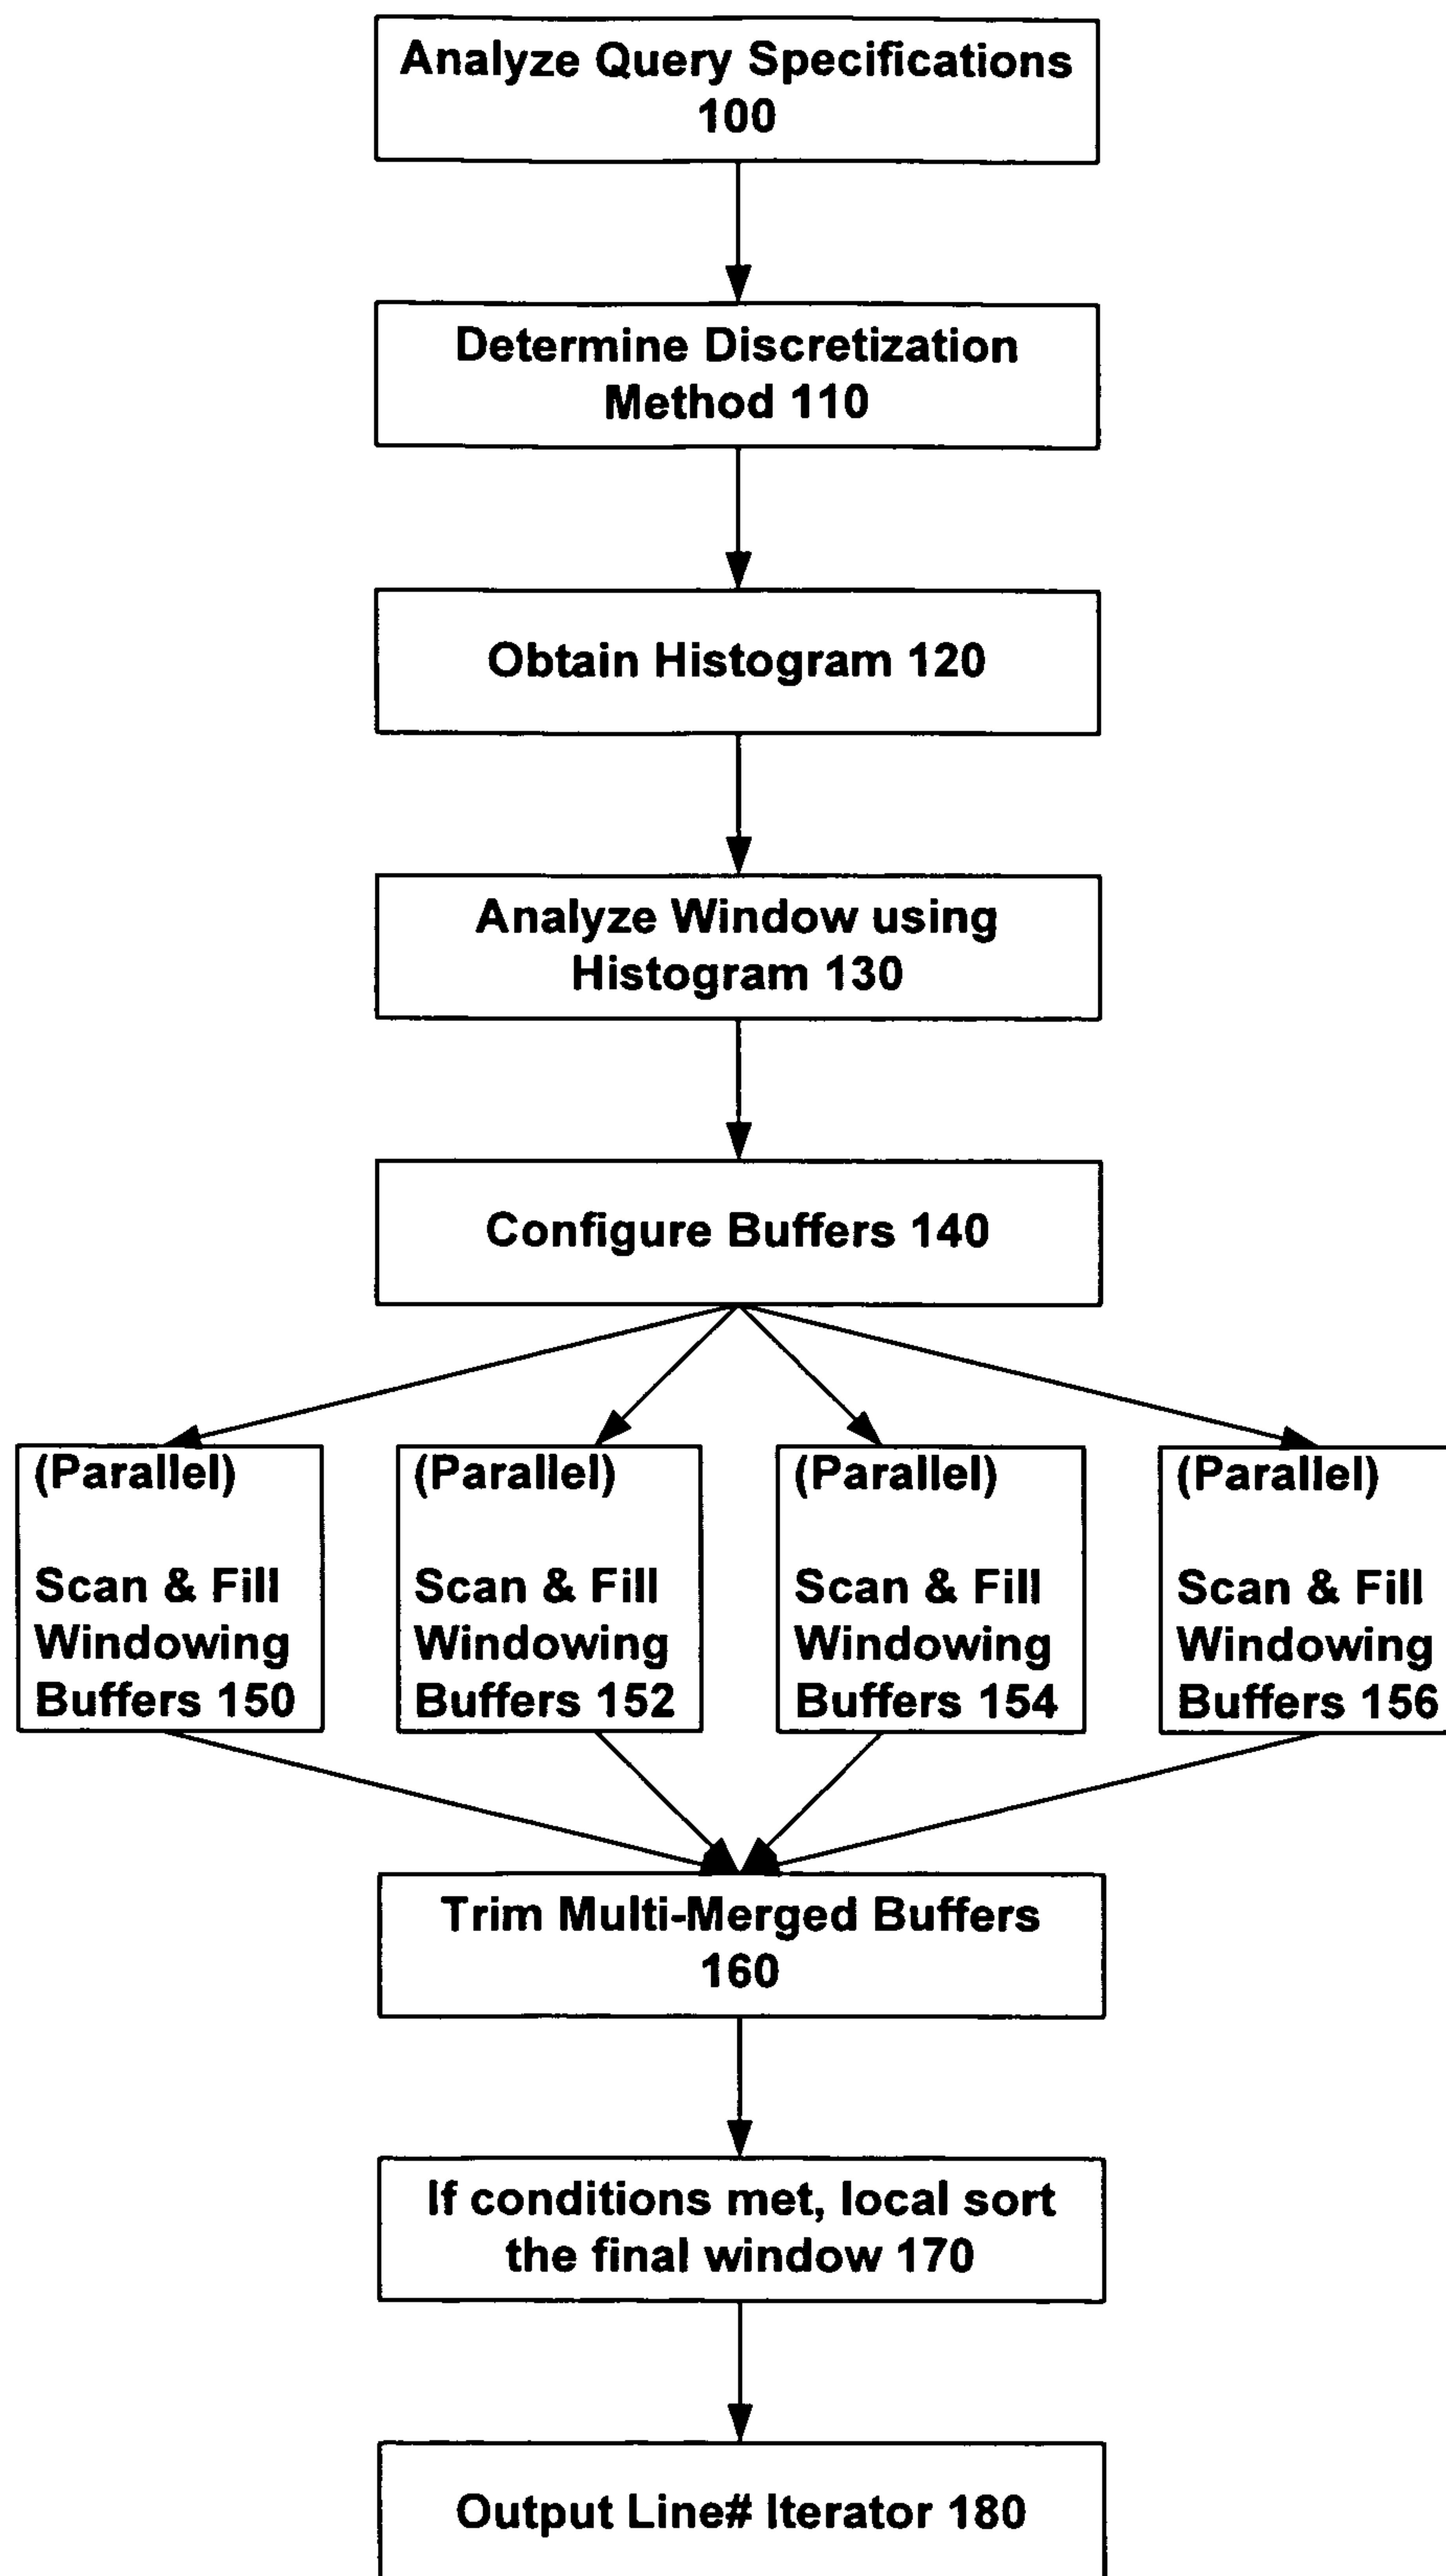 Analyze Query Specifications
100
Determine Discretization
Method 110
Obtain Histogram 120
Analyze Window using
Histogram 130
Configure Buffers 140
(Parallel)
Scan & Fill
Windowing
Buffers 150
(Parallel)
Scan & Fill
Windowing
Buffers 152
(Parallel)
Scan & Fill
Windowing
Buffers 154
(Parallel)
Scan & Fill
Windowing
Buffers 156
Trim Multi-Merged Buffers
160
If conditions met, local sort
the final window 170
Output Line# Iterator 180